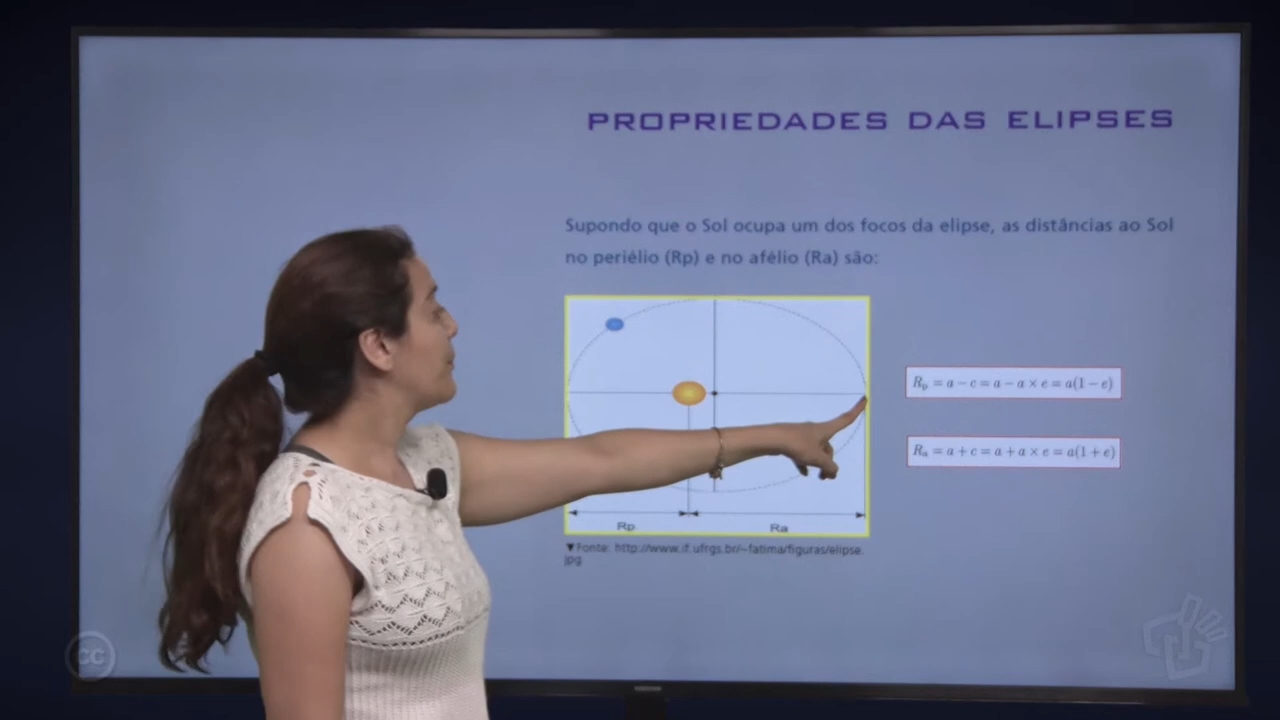 PROPRIEDADES DAS ELIPSES
Supondo que o Sol ocupa um dos focos da elipse, as distâncias ao Sol
no periélio (Rp) e no afélio (Ra) são:
Rₚ = a − c = a − a × e = a(1 − e)
Rₐ = a + c = a + a × e = a(1 + e)
Rp
Ra
▼Fonte: http://www.if.ufrgs.br/~fatima/figuras/elipse.
jpg
cc